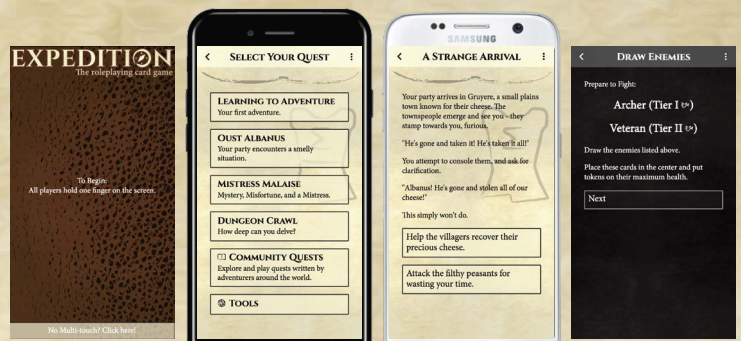 EXPEDITION
The roleplaying card game
To Begin:
All players hold one finger on the screen.
No Multi-touch? Click here!
SELECT YOUR QUEST
LEARNING TO ADVENTURE
Your first adventure.
OUST ALBANUS
Your party encounters a smelly
situation.
MISTRESS MALAISE
Mystery, Misfortune, and a Mistress.
DUNGEON CRAWL
How deep can you delve?
COMMUNITY QUESTS
Explore and play quests written by
adventurers around the world.
TOOLS
SAMSUNG
A STRANGE ARRIVAL
Your party arrives in Gruyere, a small plains
town known for their cheese. The
townspeople emerge and see you - they
stamp towards you, furious.
"He's gone and taken it! He's taken it all!"
You attempt to console them, and ask for
clarification.
"Albanus! He's gone and stolen all of our
cheese!"
This simply won't do.
Help the villagers recover their
precious cheese.
Attack the filthy peasants for
wasting your time.
DRAW ENEMIES
Prepare to Fight:
Archer (Tier I)
Veteran (Tier II)
Draw the enemies listed above.
Place these cards in the center and put
tokens on their maximum health.
Next